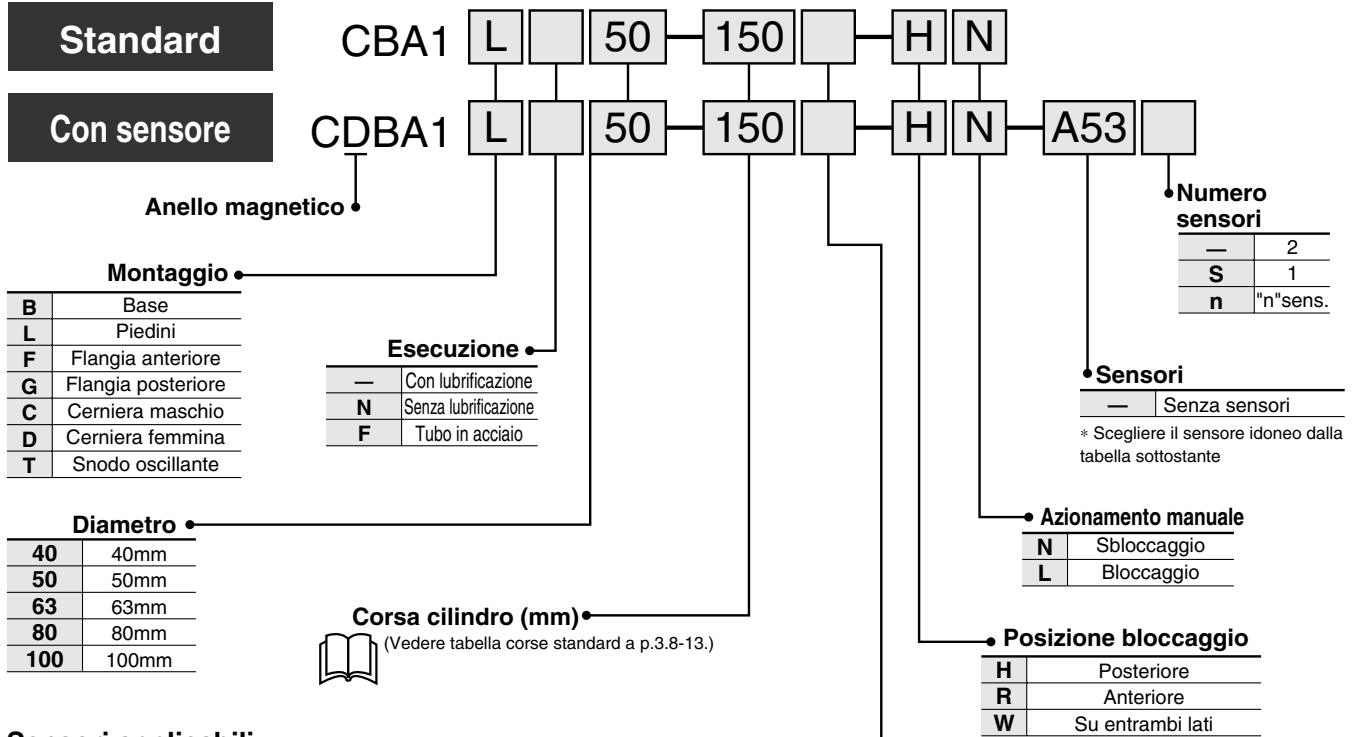 Standard
CBA1 L 50 150 H N
Con sensore
CDBA1 L 50 150 H N A53
Anello magnetico
Numero
sensori
— 2
S 1
n "n"sens.
Montaggio
B Base
L Piedini
F Flangia anteriore
G Flangia posteriore
C Cerniera maschio
D Cerniera femmina
T Snodo oscillante
Esecuzione
— Con lubrificazione
N Senza lubrificazione
F Tubo in acciaio
Sensori
— Senza sensori
* Scegliere il sensore idoneo dalla
tabella sottostante
Diametro
40 40mm
50 50mm
63 63mm
80 80mm
100 100mm
Azionamento manuale
N Sbloccaggio
L Bloccaggio
Corsa cilindro (mm)
(Vedere tabella corse standard a p.3.8-13.)
Posizione bloccaggio
H Posteriore
R Anteriore
W Su entrambi lati
Sensori applicabili